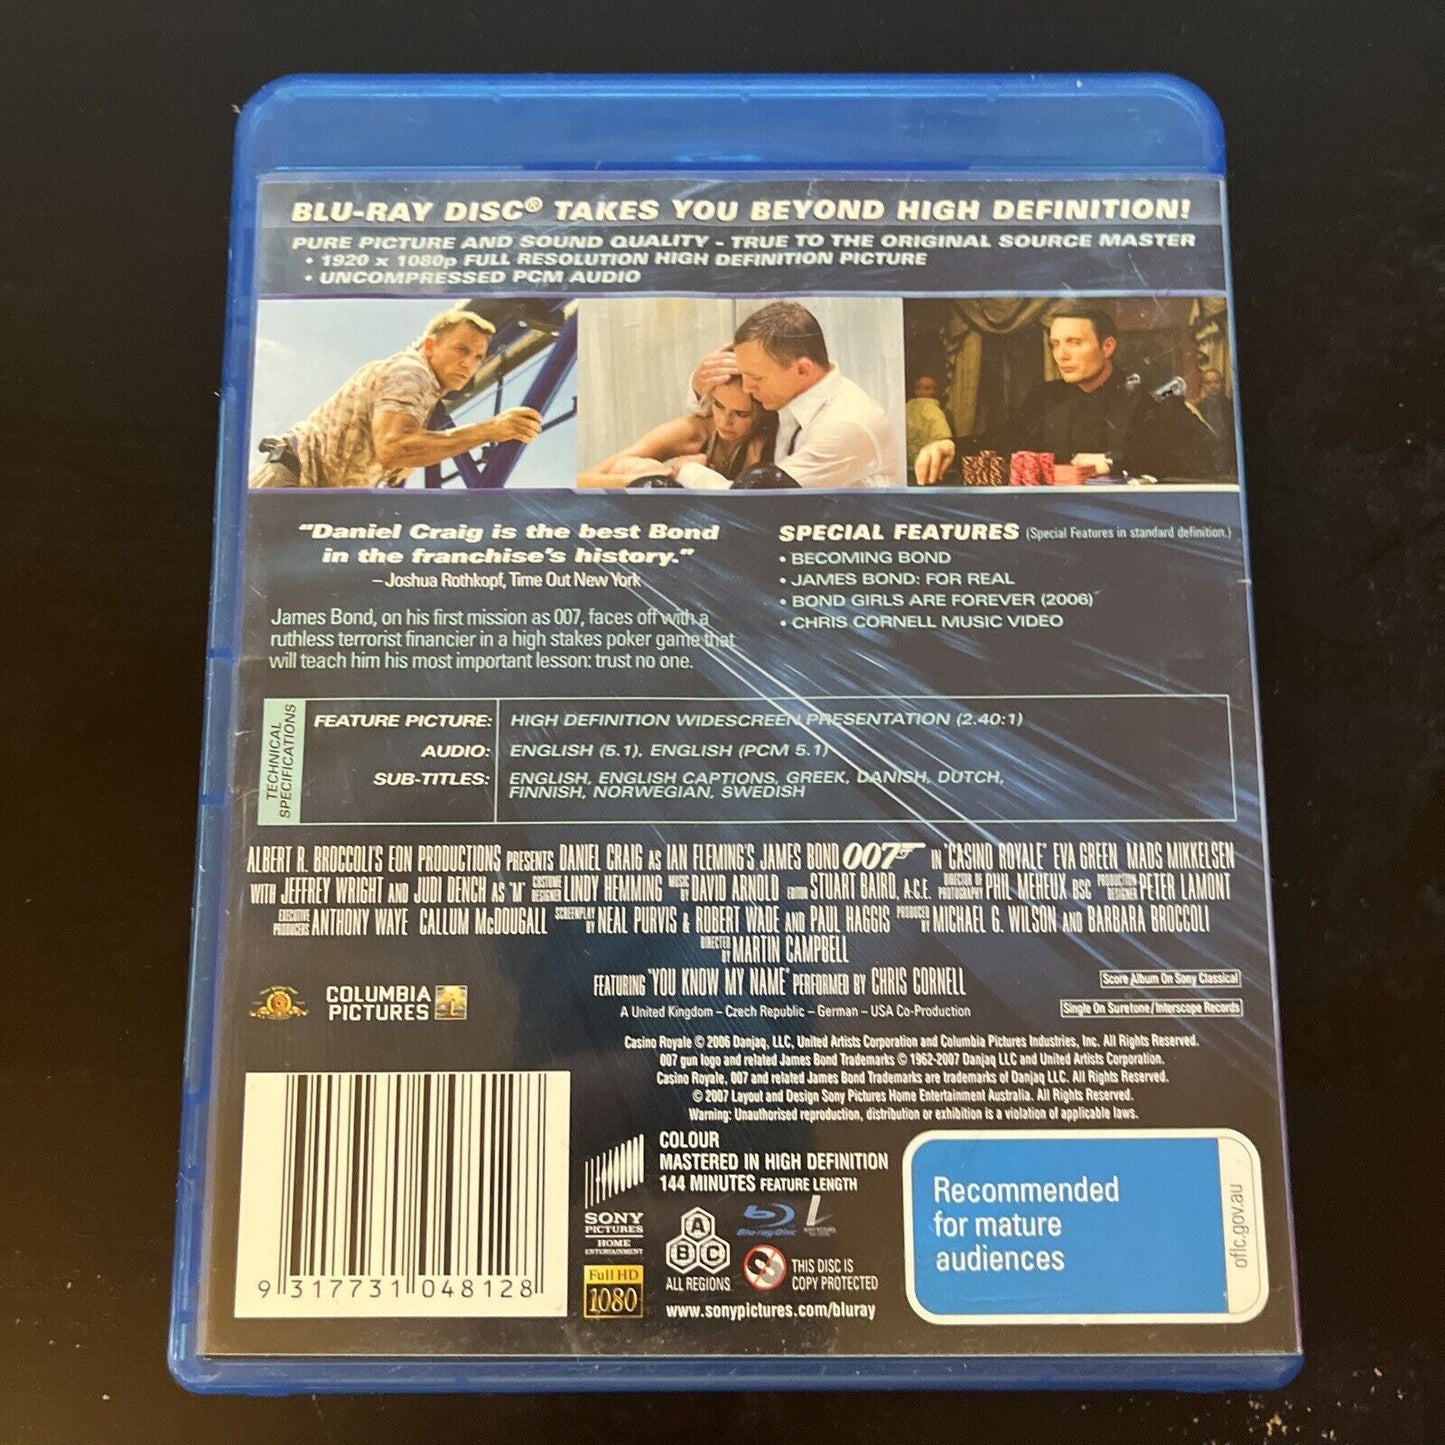 BLU-RAY DISC® TAKES YOU BEYOND HIGH DEFINITION!
PURE PICTURE AND SOUND QUALITY - TRUE TO THE ORIGINAL SOURCE MASTER
• 1920 x 1080p FULL RESOLUTION HIGH DEFINITION PICTURE
• UNCOMPRESSED PCM AUDIO
"Daniel Craig is the best Bond
in the franchise's history."
– Joshua Rothkopf, Time Out New York
James Bond, on his first mission as 007, faces off with a
ruthless terrorist financier in a high stakes poker game that
will teach him his most important lesson: trust no one.
SPECIAL FEATURES (Special Features in standard definition.)
• BECOMING BOND
• JAMES BOND: FOR REAL
• BOND GIRLS ARE FOREVER (2006)
• CHRIS CORNELL MUSIC VIDEO
TECHNICAL
SPECIFICATIONS
FEATURE PICTURE: HIGH DEFINITION WIDESCREEN PRESENTATION (2.40:1)
AUDIO: ENGLISH (5.1), ENGLISH (PCM 5.1)
SUB-TITLES: ENGLISH, ENGLISH CAPTIONS, GREEK, DANISH, DUTCH,
FINNISH, NORWEGIAN, SWEDISH
ALBERT R. BROCCOLI'S EON PRODUCTIONS PRESENTS DANIEL CRAIG AS IAN FLEMING'S JAMES BOND 007 IN "CASINO ROYALE" EVA GREEN MADS MIKKELSEN
WITH JEFFREY WRIGHT AND JUDI DENCH AS "M" COSTUME DESIGNER LINDY HEMMING MUSIC BY DAVID ARNOLD EDITOR STUART BAIRD, A.C.E. DIRECTOR OF PHOTOGRAPHY PHIL MEHEUX BSC PRODUCTION DESIGNER PETER LAMONT
EXECUTIVE PRODUCERS ANTHONY WAYE CALLUM McDOUGALL SCREENPLAY BY NEAL PURVIS & ROBERT WADE AND PAUL HAGGIS PRODUCED BY MICHAEL G. WILSON AND BARBARA BROCCOLI
DIRECTED BY MARTIN CAMPBELL
FEATURING "YOU KNOW MY NAME" PERFORMED BY CHRIS CORNELL
A United Kingdom – Czech Republic – German – USA Co-Production
COLUMBIA
PICTURES
Score Album On Sony Classical
Single On Suretone/Interscope Records
Casino Royale © 2006 Danjaq, LLC, United Artists Corporation and Columbia Pictures Industries, Inc. All Rights Reserved.
007 gun logo and related James Bond Trademarks © 1962-2007 Danjaq LLC and United Artists Corporation.
Casino Royale, 007 and related James Bond Trademarks are trademarks of Danjaq LLC. All Rights Reserved.
© 2007 Layout and Design Sony Pictures Home Entertainment Australia. All Rights Reserved.
Warning: Unauthorised reproduction, distribution or exhibition is a violation of applicable laws.
9 317731 048128
COLOUR
MASTERED IN HIGH DEFINITION
144 MINUTES FEATURE LENGTH
SONY
PICTURES
HOME
ENTERTAINMENT
Full HD
1080
A
B C
ALL REGIONS
Blu-ray Disc
THIS DISC IS
COPY PROTECTED
www.sonypictures.com/bluray
Recommended
for mature
audiences
oflc.gov.au